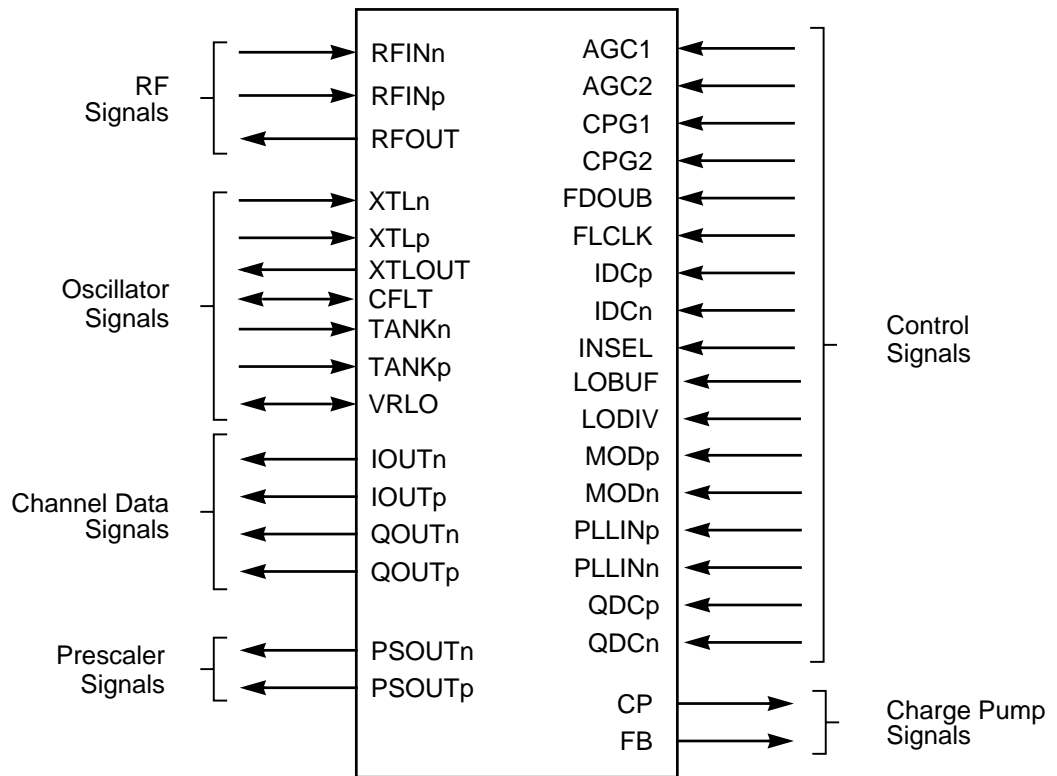 RF
Signals
RFINn
RFINp
RFOUT
Oscillator
Signals
XTLn
XTLp
XTLOUT
CFLT
TANKn
TANKp
VRLO
Channel Data
Signals
IOUTn
IOUTp
QOUTn
QOUTp
Prescaler
Signals
PSOUTn
PSOUTp
AGC1
AGC2
CPG1
CPG2
FDOUB
FLCLK
IDCp
IDCn
INSEL
LOBUF
LODIV
MODp
MODn
PLLINp
PLLINn
QDCp
QDCn
Control
Signals
CP
FB
Charge Pump
Signals